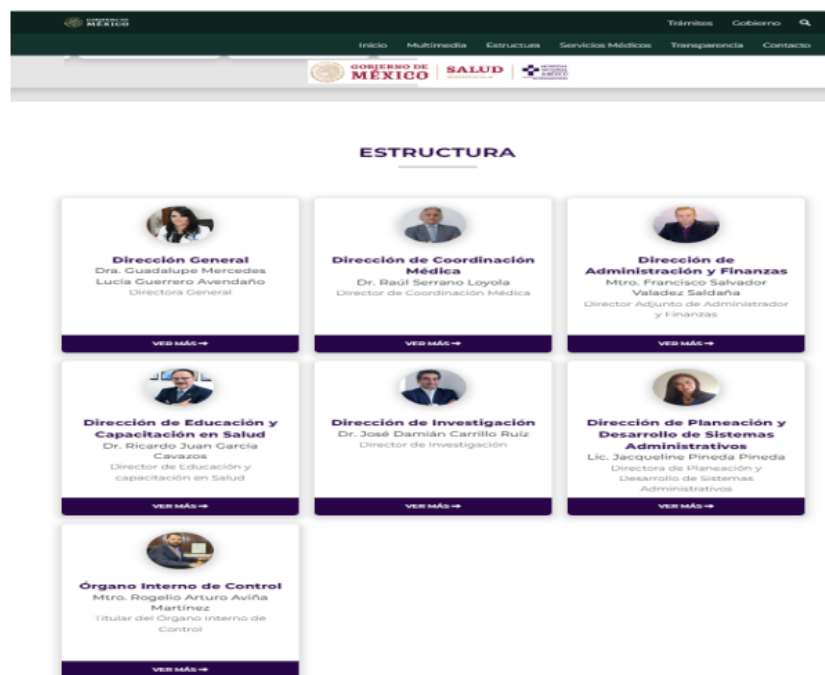 GOBIERNO DE
MÉXICO
Trámites Gobierno
Inicio Multimedia Estructura Servicios Médicos Transparencia Contacto
GOBIERNO DE
MÉXICO
SALUD
ESTRUCTURA
Dirección General
Dra. Guadalupe Mercedes
Lucía Guerrero Avendaño
Directora General
VER MÁS
Dirección de Coordinación
Médica
Dr. Raúl Serrano Loyola
Director de Coordinación Médica
VER MÁS
Dirección de
Administración y Finanzas
Mtro. Francisco Salvador
Valadez Saldaña
Director Adjunto de Administrador
y Finanzas
VER MÁS
Dirección de Educación y
Capacitación en Salud
Dr. Ricardo Juan García
Cavazos
Director de Educación y
capacitación en Salud
VER MÁS
Dirección de Investigación
Dr. José Damián Carrillo Ruíz
Director de Investigación
VER MÁS
Dirección de Planeación y
Desarrollo de Sistemas
Administrativos
Lic. Jacqueline Pineda Pineda
Directora de Planeación y
Desarrollo de Sistemas
Administrativos
VER MÁS
Órgano Interno de Control
Mtro. Rogelio Arturo Aviña
Martínez
Titular del Órgano Interno de
Control
VER MÁS